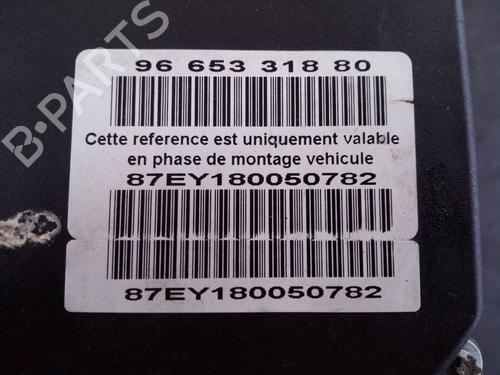 96 653 318 80
Cette reference est uniquement valable
en phase de montage vehicule
87EY180050782
87EY180050782
B-PARTS